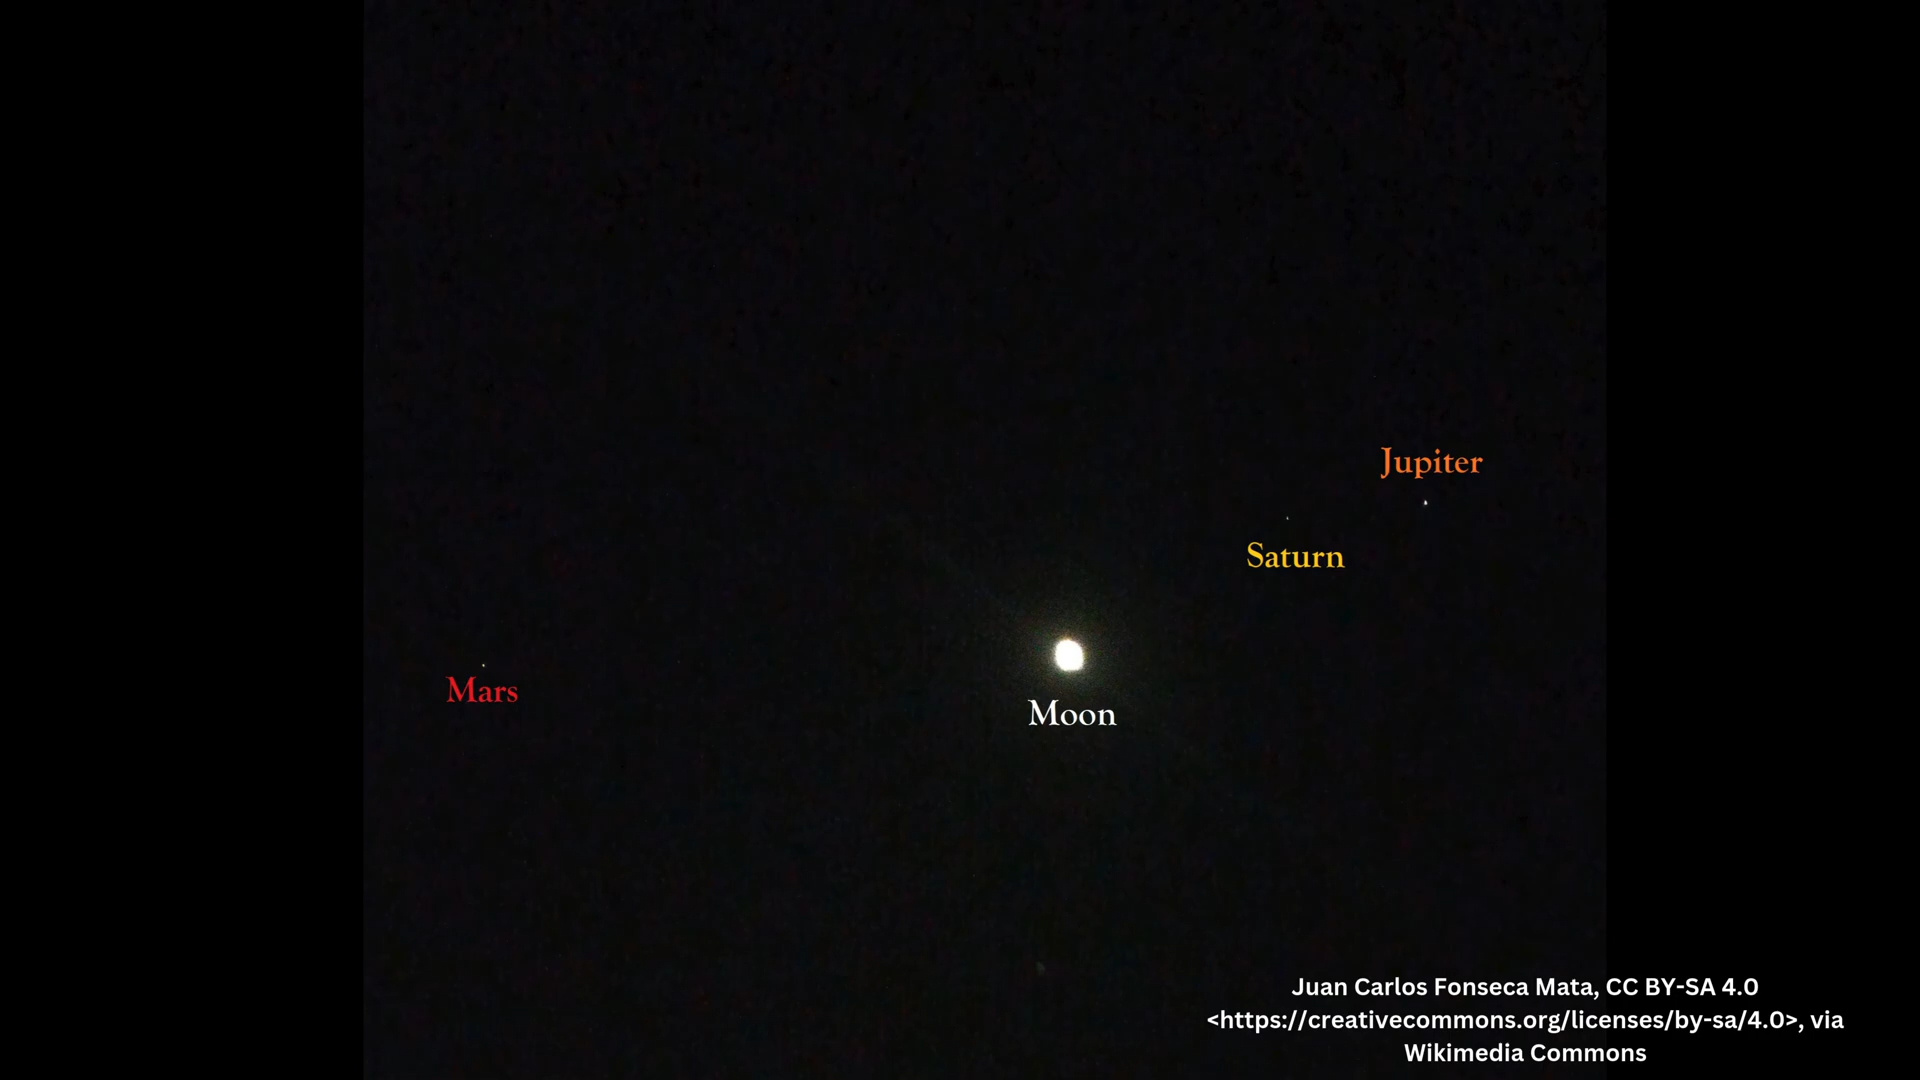 Jupiter
Saturn
Mars
Moon
Juan Carlos Fonseca Mata, CC BY-SA 4.0
<https://creativecommons.org/licenses/by-sa/4.0>, via
Wikimedia Commons